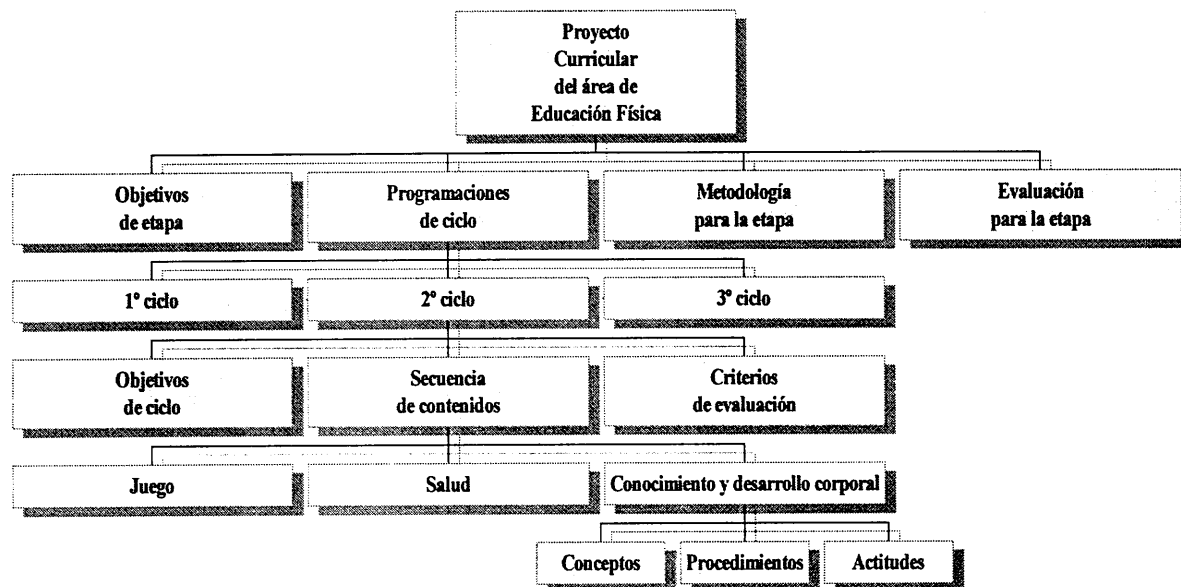 Proyecto
Curricular
del área de
Educación Física
Objetivos
de etapa
Programaciones
de ciclo
Metodología
para la etapa
Evaluación
para la etapa
1º ciclo
2º ciclo
3º ciclo
Objetivos
de ciclo
Secuencia
de contenidos
Criterios
de evaluación
Juego
Salud
Conocimiento y desarrollo corporal
Conceptos
Procedimientos
Actitudes